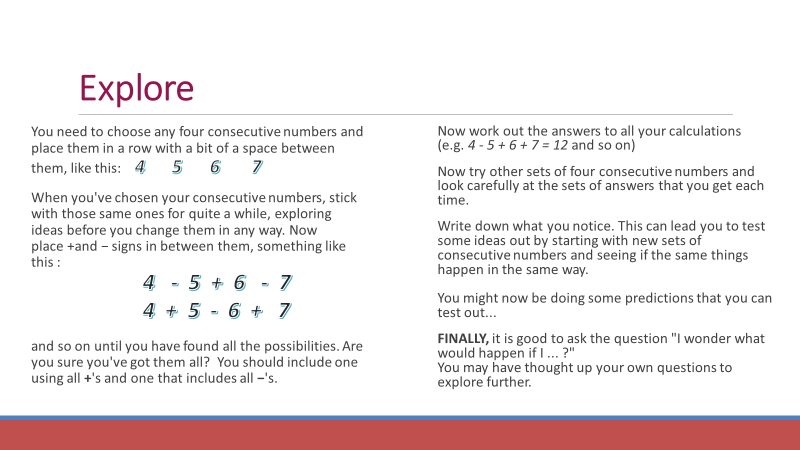 Explore
You need to choose any four consecutive numbers and
place them in a row with a bit of a space between
them, like this: 4 5 6 7
When you've chosen your consecutive numbers, stick
with those same ones for quite a while, exploring
ideas before you change them in any way. Now
place +and − signs in between them, something like
this :
4 - 5 + 6 - 7
4 + 5 - 6 + 7
and so on until you have found all the possibilities. Are
you sure you've got them all? You should include one
using all +'s and one that includes all −'s.
Now work out the answers to all your calculations
(e.g. 4 - 5 + 6 + 7 = 12 and so on)
Now try other sets of four consecutive numbers and
look carefully at the sets of answers that you get each
time.
Write down what you notice. This can lead you to test
some ideas out by starting with new sets of
consecutive numbers and seeing if the same things
happen in the same way.
You might now be doing some predictions that you can
test out...
FINALLY, it is good to ask the question "I wonder what
would happen if I ... ?"
You may have thought up your own questions to
explore further.